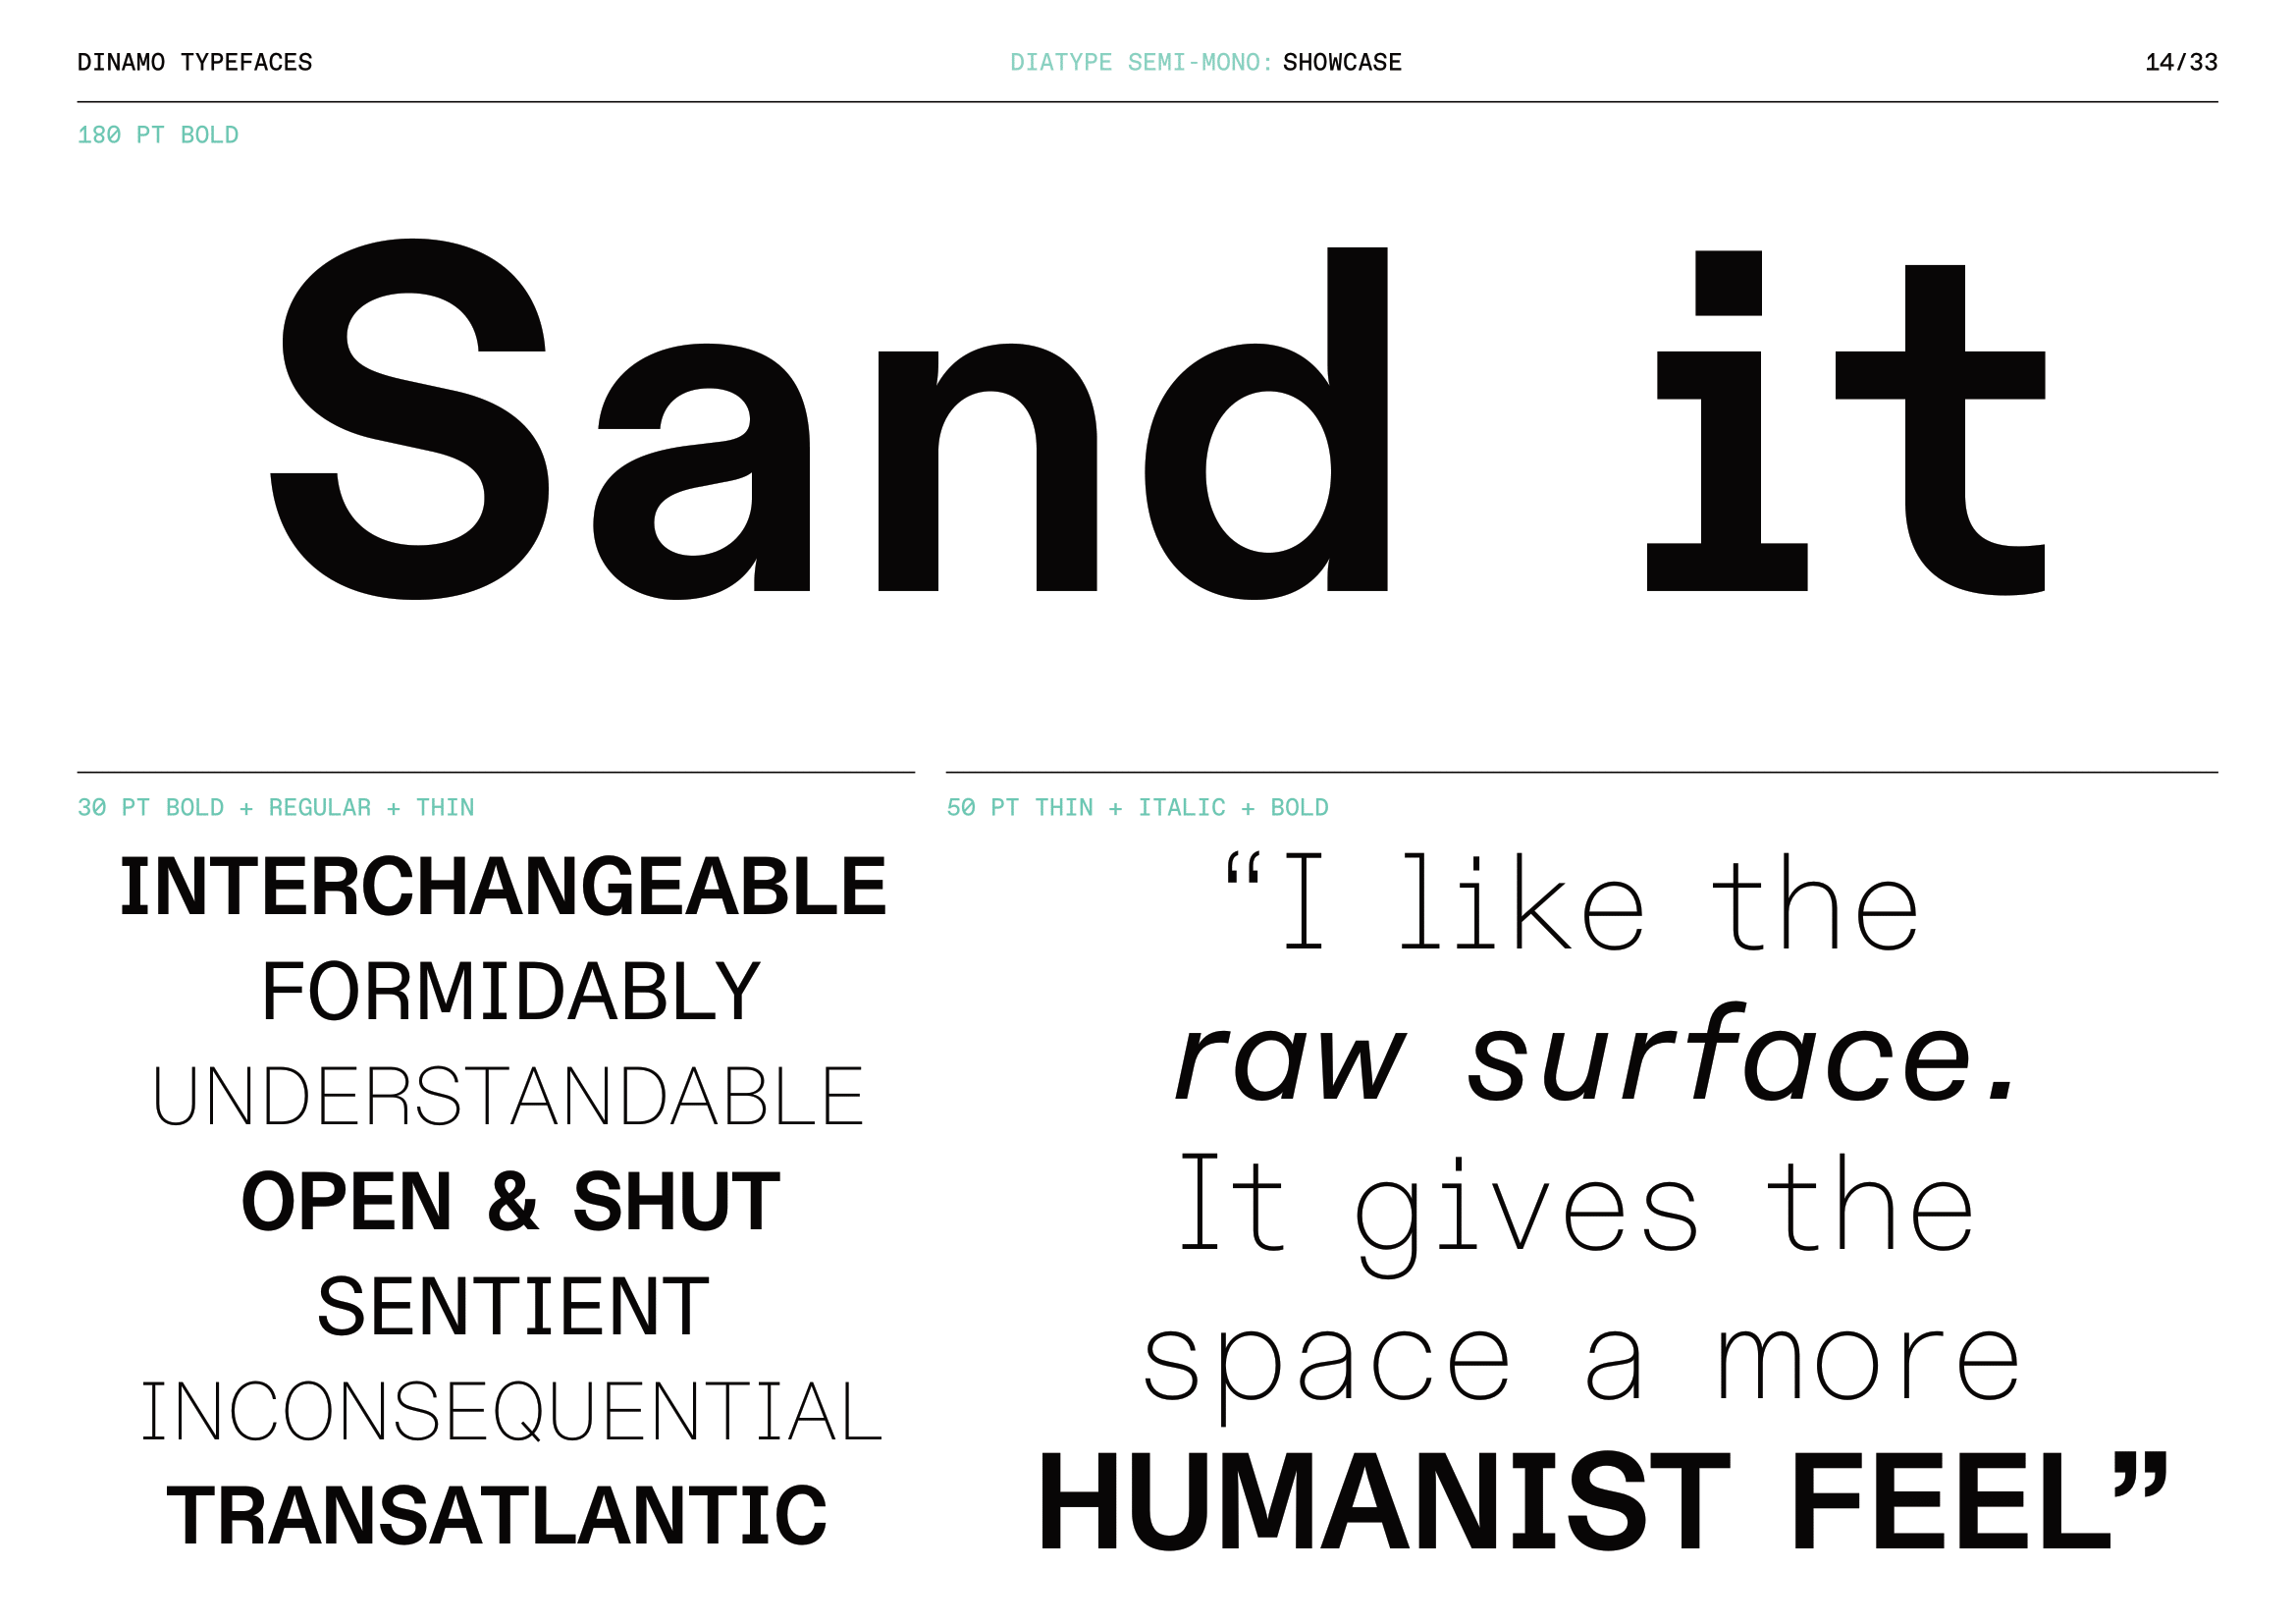 DINAMO TYPEFACES
DIATYPE SEMI-MONO: SHOWCASE
14/33
180 PT BOLD
Sand it
30 PT BOLD + REGULAR + THIN
INTERCHANGEABLE
FORMIDABLY
UNDERSTANDABLE
OPEN & SHUT
SENTIENT
INCONSEQUENTIAL
TRANSATLANTIC
50 PT THIN + ITALIC + BOLD
“I like the
raw surface.
It gives the
space a more
HUMANIST FEEL”